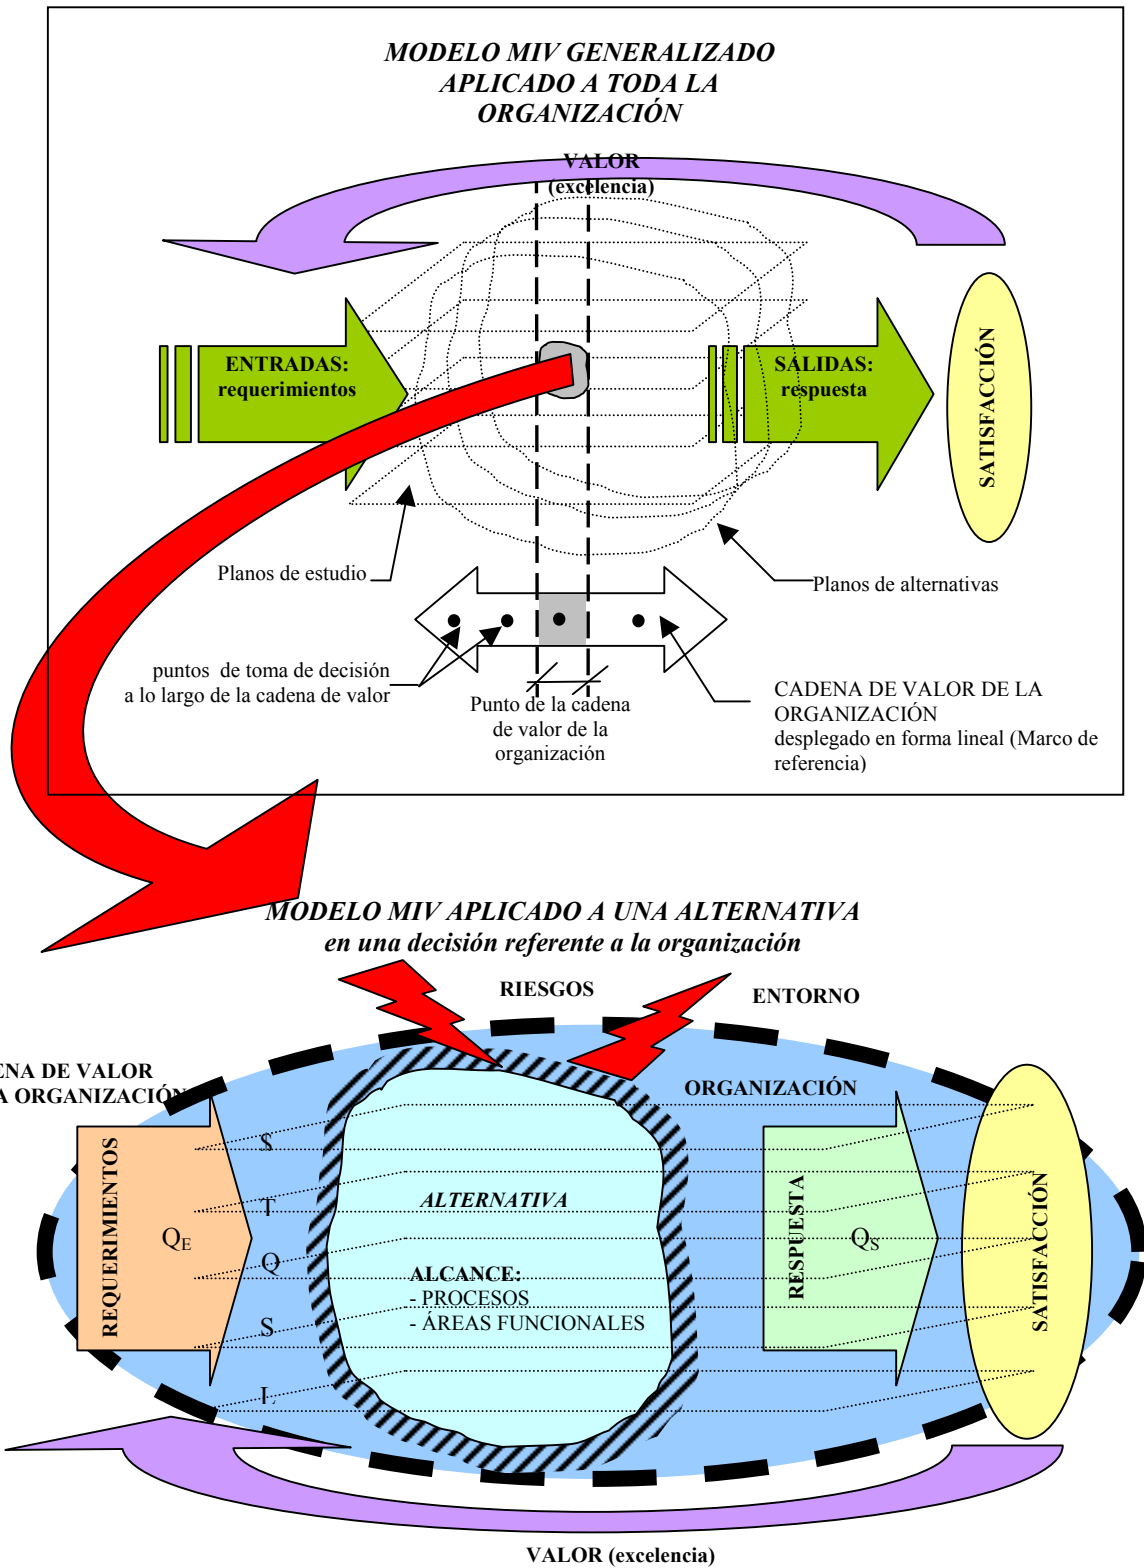 MODELO MIV GENERALIZADO
APLICADO A TODA LA
ORGANIZACIÓN
VALOR
(excelencia)
ENTRADAS:
requerimientos
SALIDAS:
respuesta
SATISFACCIÓN
Planos de estudio
Planos de alternativas
puntos de toma de decisión
a lo largo de la cadena de valor
Punto de la cadena
de valor de la
organización
CADENA DE VALOR DE LA
ORGANIZACIÓN
desplegado en forma lineal (Marco de
referencia)
MODELO MIV APLICADO A UNA ALTERNATIVA
en una decisión referente a la organización
RIESGOS
ENTORNO
ENA DE VALOR
A ORGANIZACIÓN
ORGANIZACIÓN
REQUERIMIENTOS
QE
$
T
Q
S
L
ALTERNATIVA
ALCANCE:
- PROCESOS
- ÁREAS FUNCIONALES
RESPUESTA
QS
SATISFACCIÓN
VALOR (excelencia)